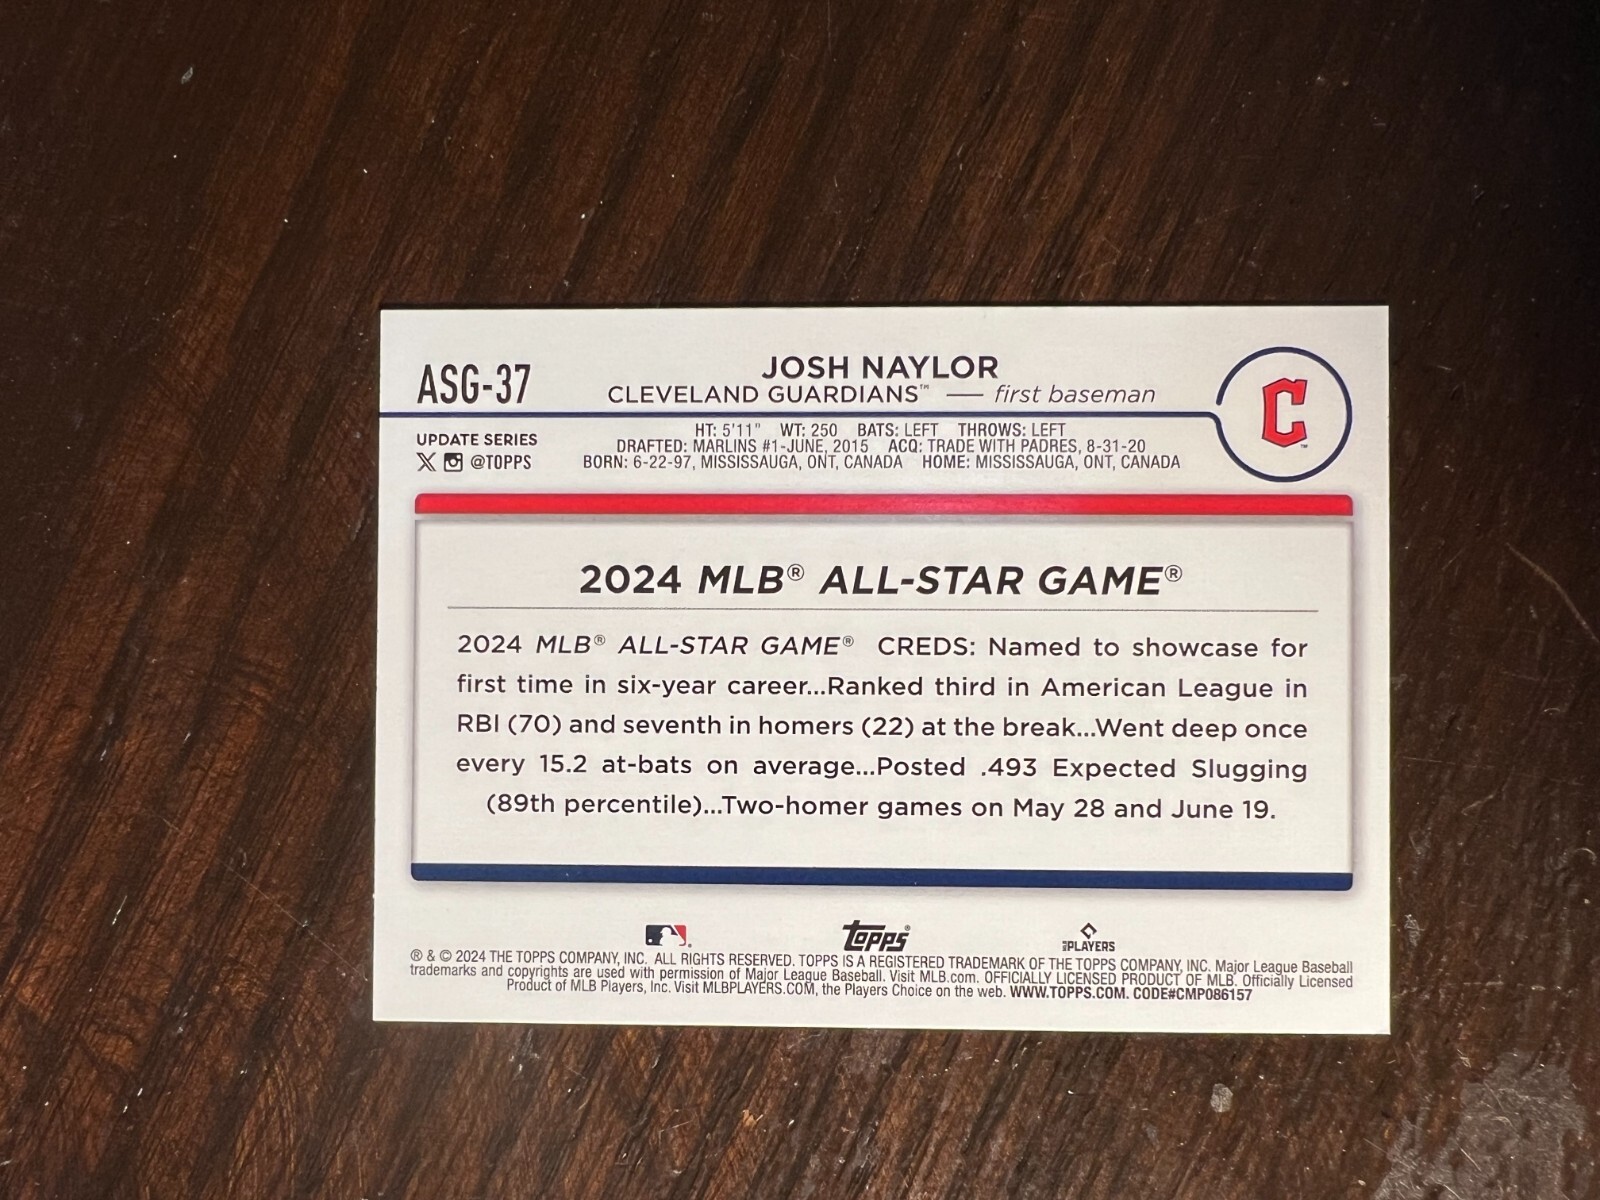 ASG-37
JOSH NAYLOR
CLEVELAND GUARDIANS™ — first baseman
C™
UPDATE SERIES
X @TOPPS
HT: 5'11" WT: 250 BATS: LEFT THROWS: LEFT
DRAFTED: MARLINS #1-JUNE, 2015 ACQ: TRADE WITH PADRES, 8-31-20
BORN: 6-22-97, MISSISSAUGA, ONT, CANADA HOME: MISSISSAUGA, ONT, CANADA
2024 MLB® ALL-STAR GAME®
2024 MLB® ALL-STAR GAME® CREDS: Named to showcase for
first time in six-year career...Ranked third in American League in
RBI (70) and seventh in homers (22) at the break...Went deep once
every 15.2 at-bats on average...Posted .493 Expected Slugging
(89th percentile)...Two-homer games on May 28 and June 19.
topps®
MLB PLAYERS
® & © 2024 THE TOPPS COMPANY, INC. ALL RIGHTS RESERVED. TOPPS IS A REGISTERED TRADEMARK OF THE TOPPS COMPANY, INC. Major League Baseball
trademarks and copyrights are used with permission of Major League Baseball. Visit MLB.com. OFFICIALLY LICENSED PRODUCT OF MLB. Officially Licensed
Product of MLB Players, Inc. Visit MLBPLAYERS.COM, the Players Choice on the web. WWW.TOPPS.COM. CODE#CMP086157